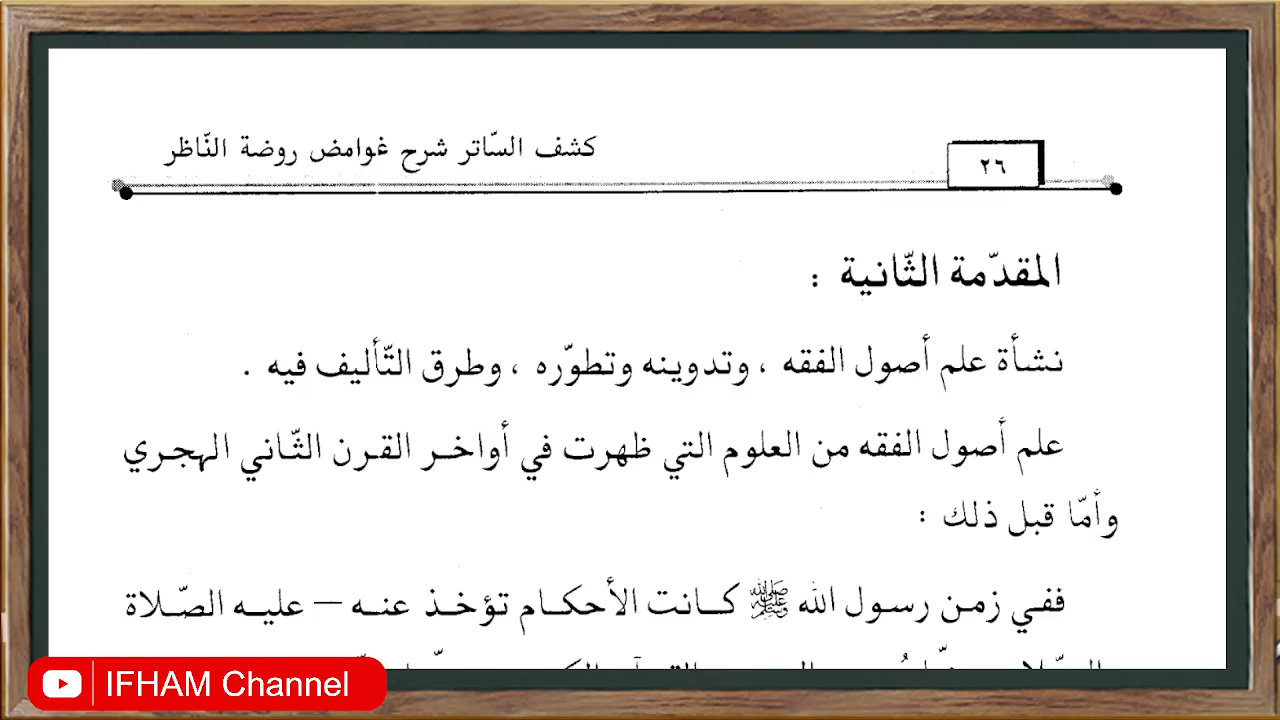 كشف السّاتر شرح غوامض روضة النّاظر
٢٦
المقدّمة الثّانية :
نشأة علم أصول الفقه ، وتدوينه وتطوّره ، وطرق التّأليف فيه .
علم أصول الفقه من العلوم التي ظهرت في أواخر القرن الثّاني الهجري
وأمّا قبل ذلك :
ففي زمن رسول الله ﷺ كانت الأحكام تؤخذ عنه – عليه الصّلاة
IFHAM Channel